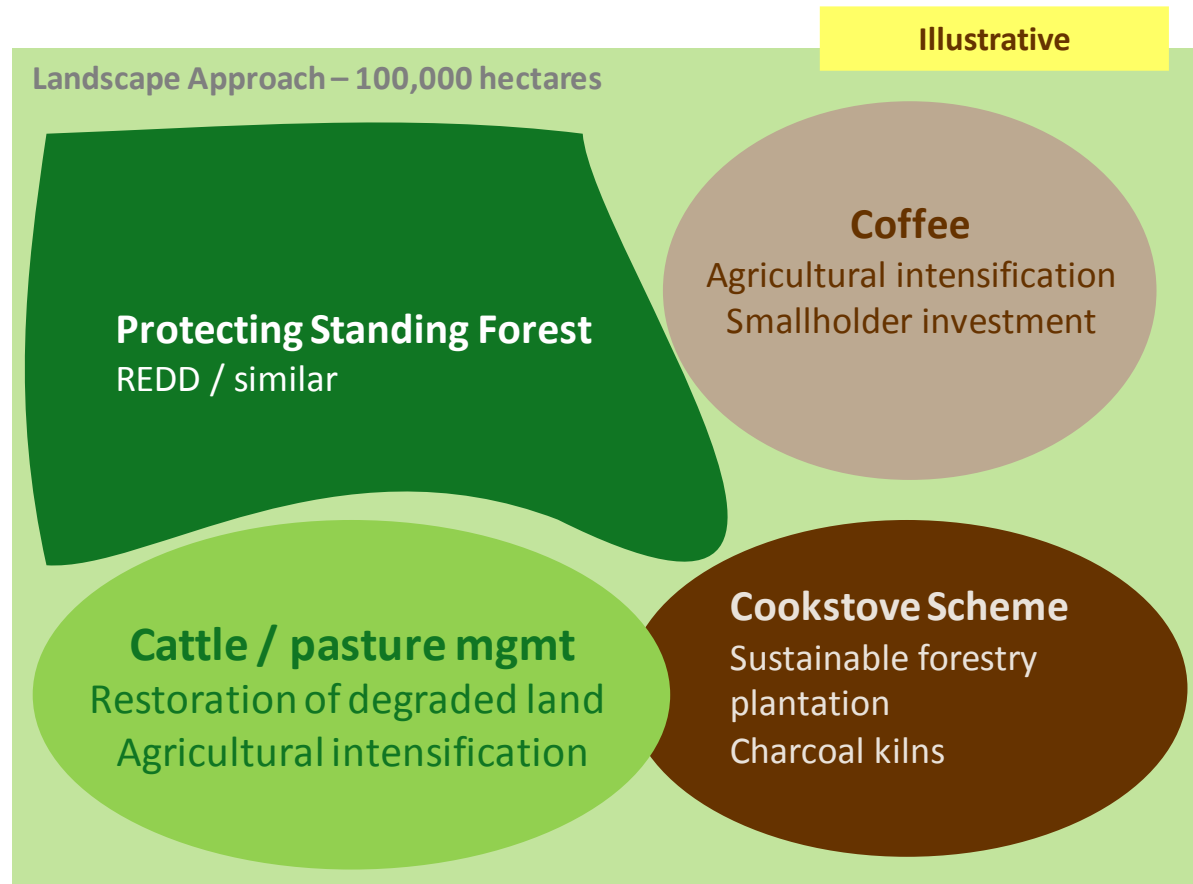 Illustrative
Landscape Approach – 100,000 hectares
Protecting Standing Forest
REDD / similar
Coffee
Agricultural intensification
Smallholder investment
Cattle / pasture mgmt
Restoration of degraded land
Agricultural intensification
Cookstove Scheme
Sustainable forestry
plantation
Charcoal kilns